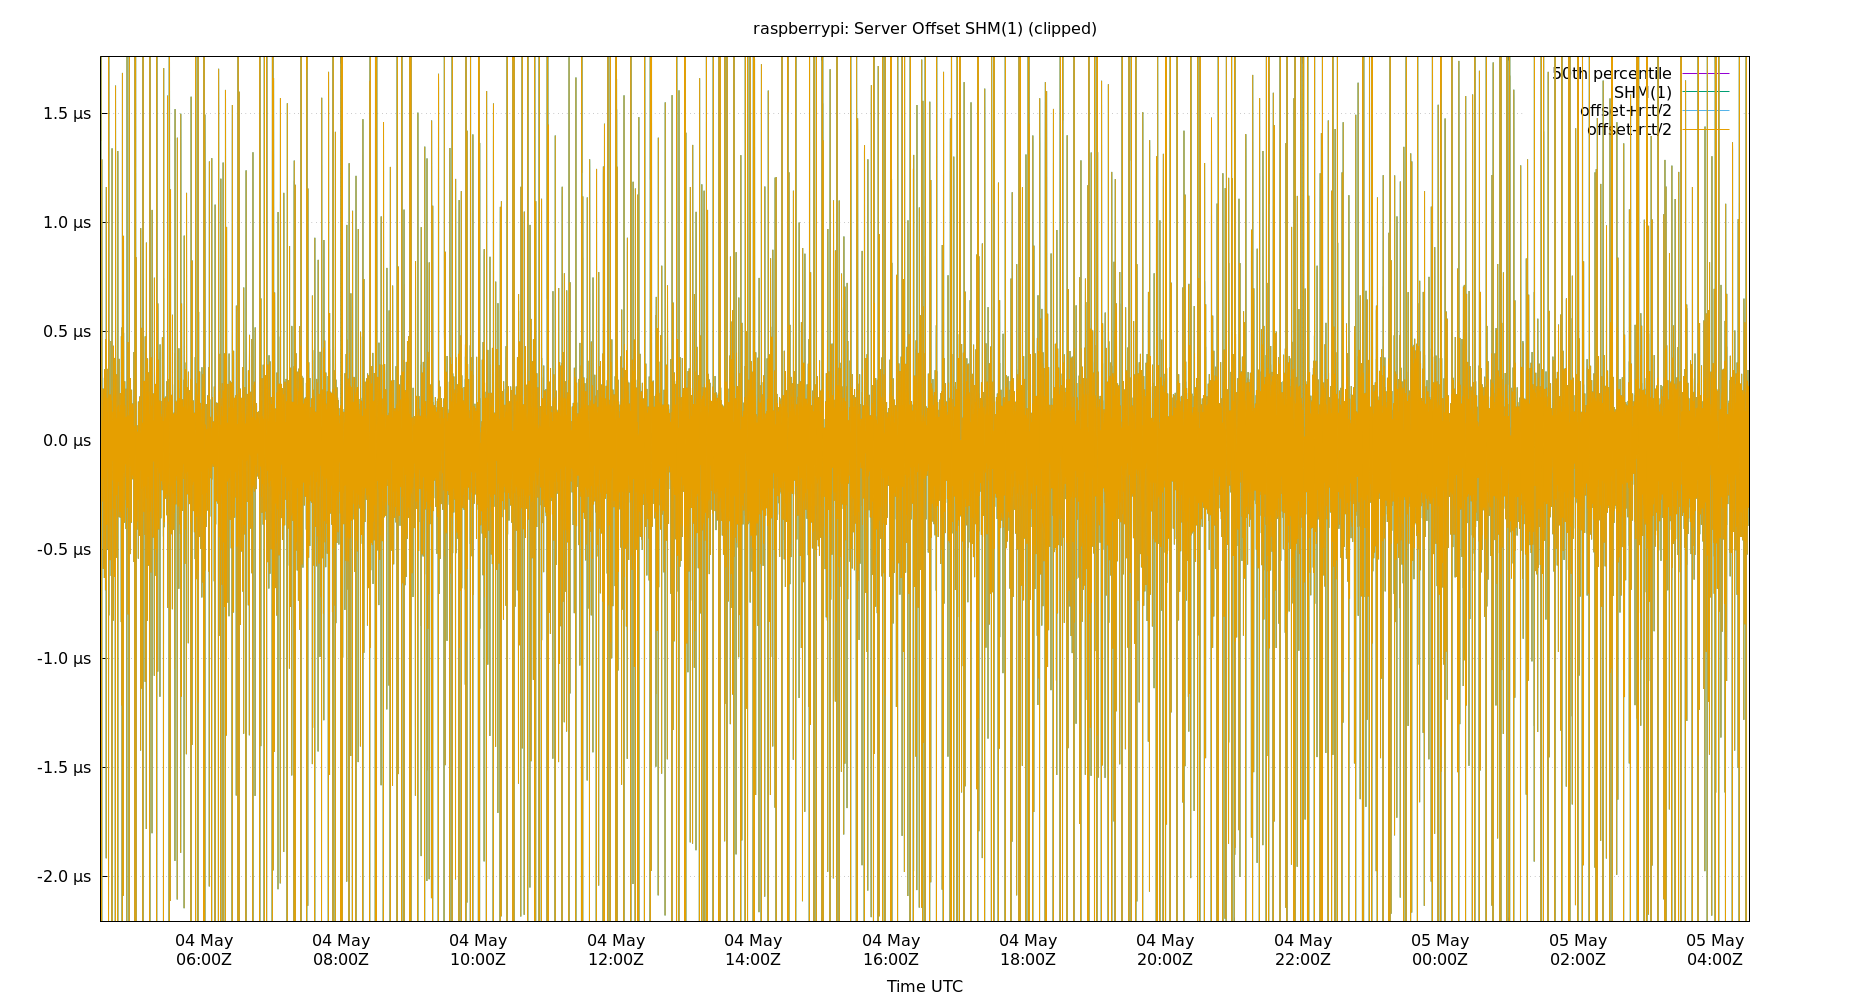 raspberrypi: Server Offset SHM(1) (clipped)
50th percentile
SHM(1)
offset+rtt/2
offset-rtt/2
1.5 µs
1.0 µs
0.5 µs
0.0 µs
-0.5 µs
-1.0 µs
-1.5 µs
-2.0 µs
04 May 04 May 04 May 04 May 04 May 04 May 04 May 04 May 04 May 05 May 05 May 05 May
06:00Z 08:00Z 10:00Z 12:00Z 14:00Z 16:00Z 18:00Z 20:00Z 22:00Z 00:00Z 02:00Z 04:00Z
Time UTC